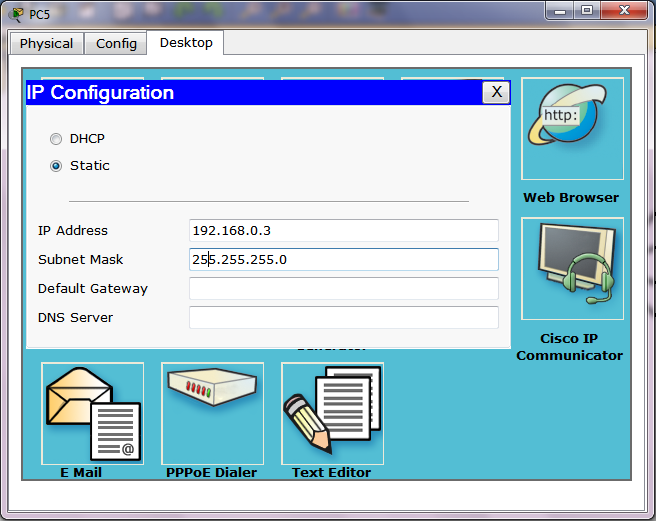 PC5
Physical
Config
Desktop
IP Configuration
X
DHCP
Static
IP Address
192.168.0.3
Subnet Mask
255.255.255.0
Default Gateway
DNS Server
http:
Web Browser
Cisco IP
Communicator
E Mail
@
PPPoE Dialer
Text Editor